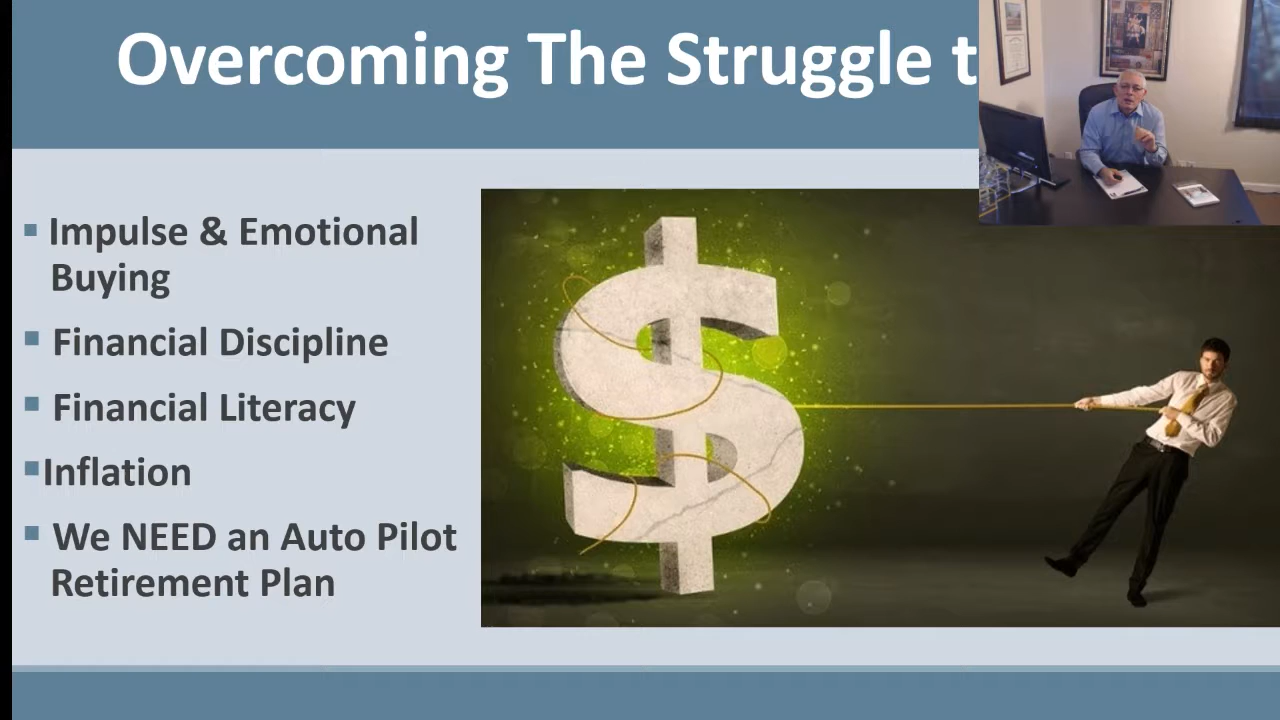 Overcoming The Struggle t
▪ Impulse & Emotional
Buying
▪ Financial Discipline
▪ Financial Literacy
▪Inflation
▪ We NEED an Auto Pilot
Retirement Plan